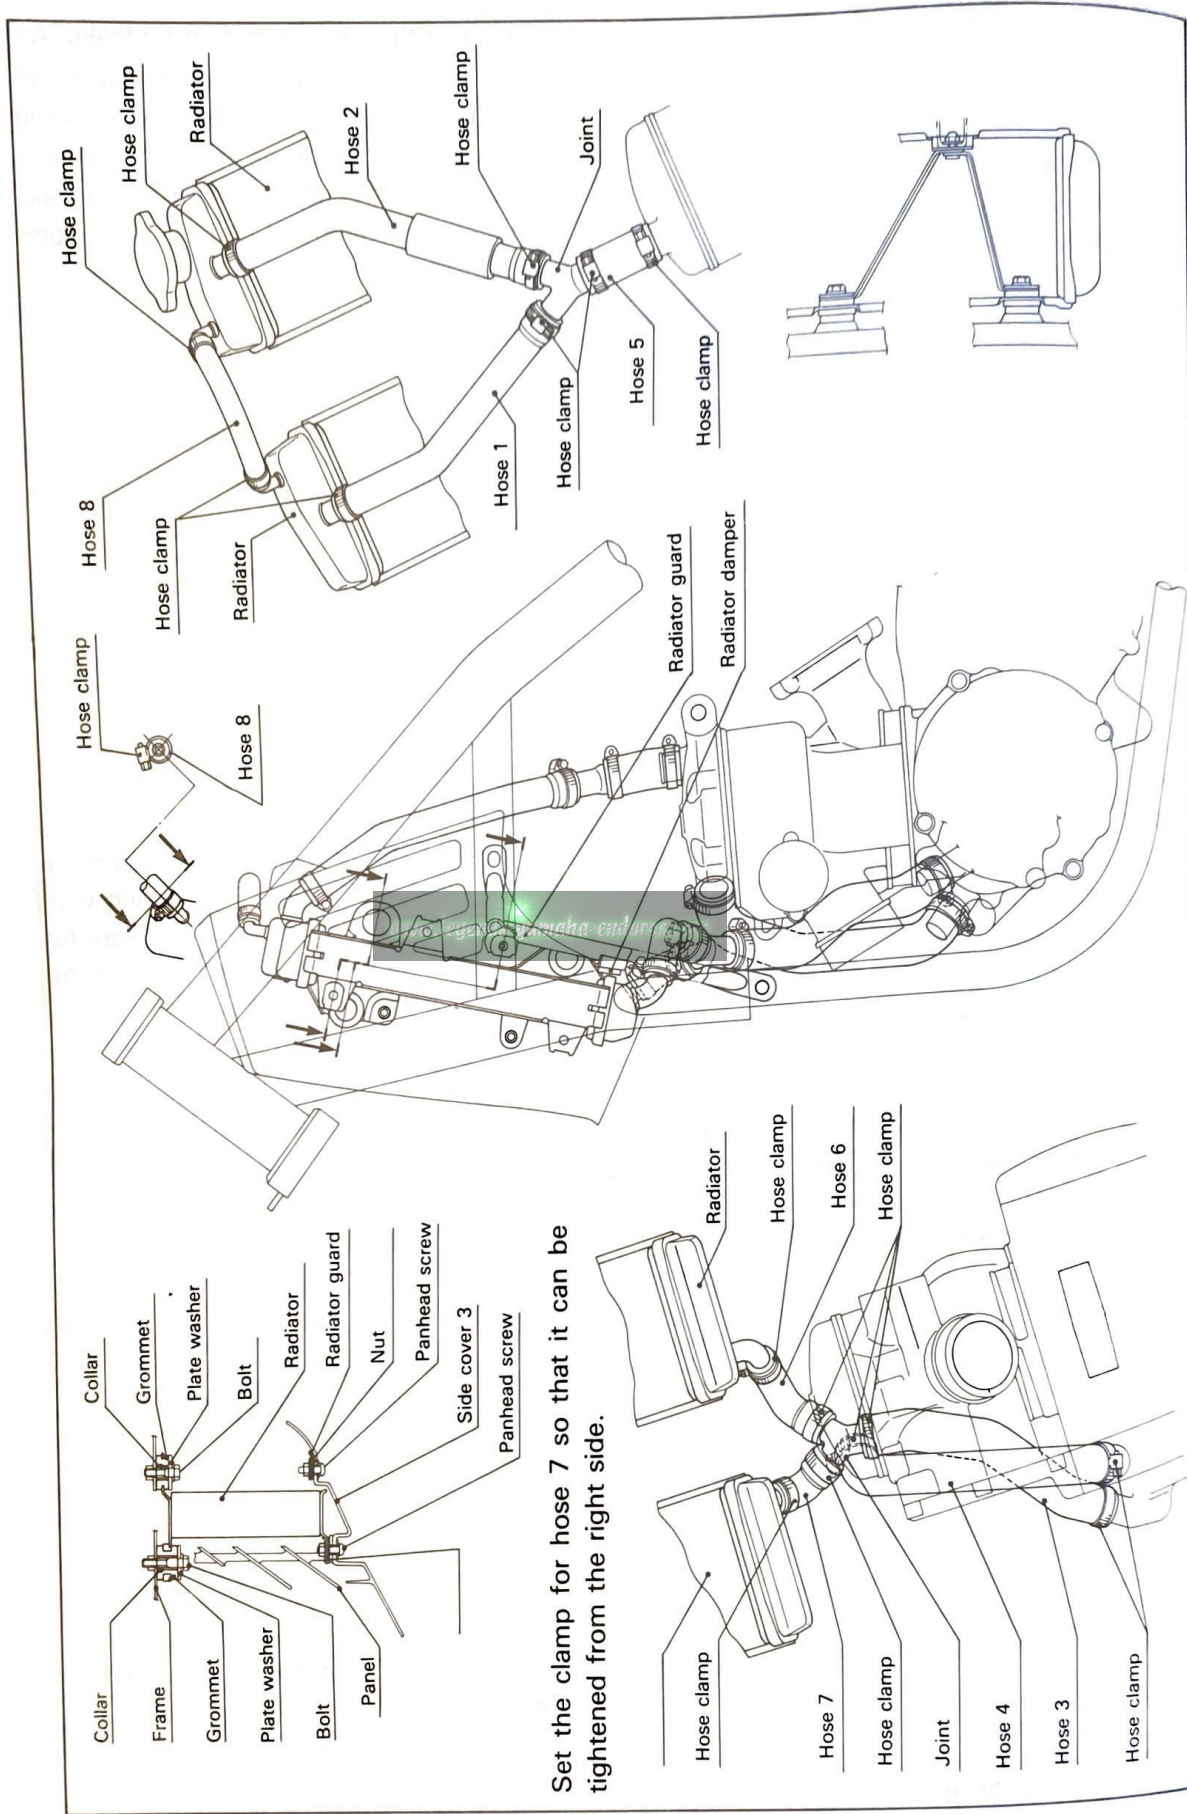 Collar
Frame
Grommet
Plate washer
Bolt
Panel
Collar
Grommet
Plate washer
Bolt
Radiator
Radiator guard
Nut
Panhead screw
Side cover 3
Panhead screw
Set the clamp for hose 7 so that it can be
tightened from the right side.
Hose clamp
Hose 7
Hose clamp
Joint
Hose 4
Hose 3
Hose clamp
Radiator
Hose clamp
Hose 6
Hose clamp
Hose clamp
Hose 8
Radiator guard
Radiator damper
Hose 8
Hose clamp
Radiator
Hose clamp
Hose clamp
Radiator
Hose 2
Hose clamp
Joint
Hose 1
Hose clamp
Hose 5
Hose clamp